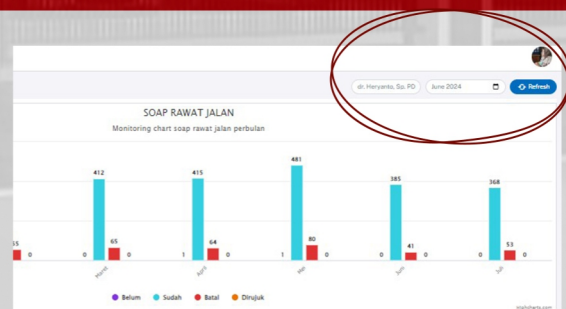 dr. Heryanto, Sp. PD June 2024 Refresh
SOAP RAWAT JALAN
Monitoring chart soap rawat jalan perbulan
481
412 415
385
368
80
65 64
53
41
0 0 0 1 0 1 0 0 0 0 0
Maret April Mei Juni Juli
Belum Sudah Batal Dirujuk